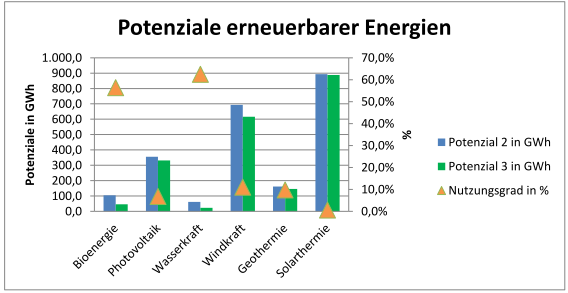 Potenziale erneuerbarer Energien
Potenziale in GWh
1.000,0
900,0
800,0
700,0
600,0
500,0
400,0
300,0
200,0
100,0
0,0
70,0%
60,0%
50,0%
40,0%
30,0%
20,0%
10,0%
0,0%
%
Bioenergie
Photovoltaik
Wasserkraft
Windkraft
Geothermie
Solarthermie
Potenzial 2 in GWh
Potenzial 3 in GWh
Nutzungsgrad in %